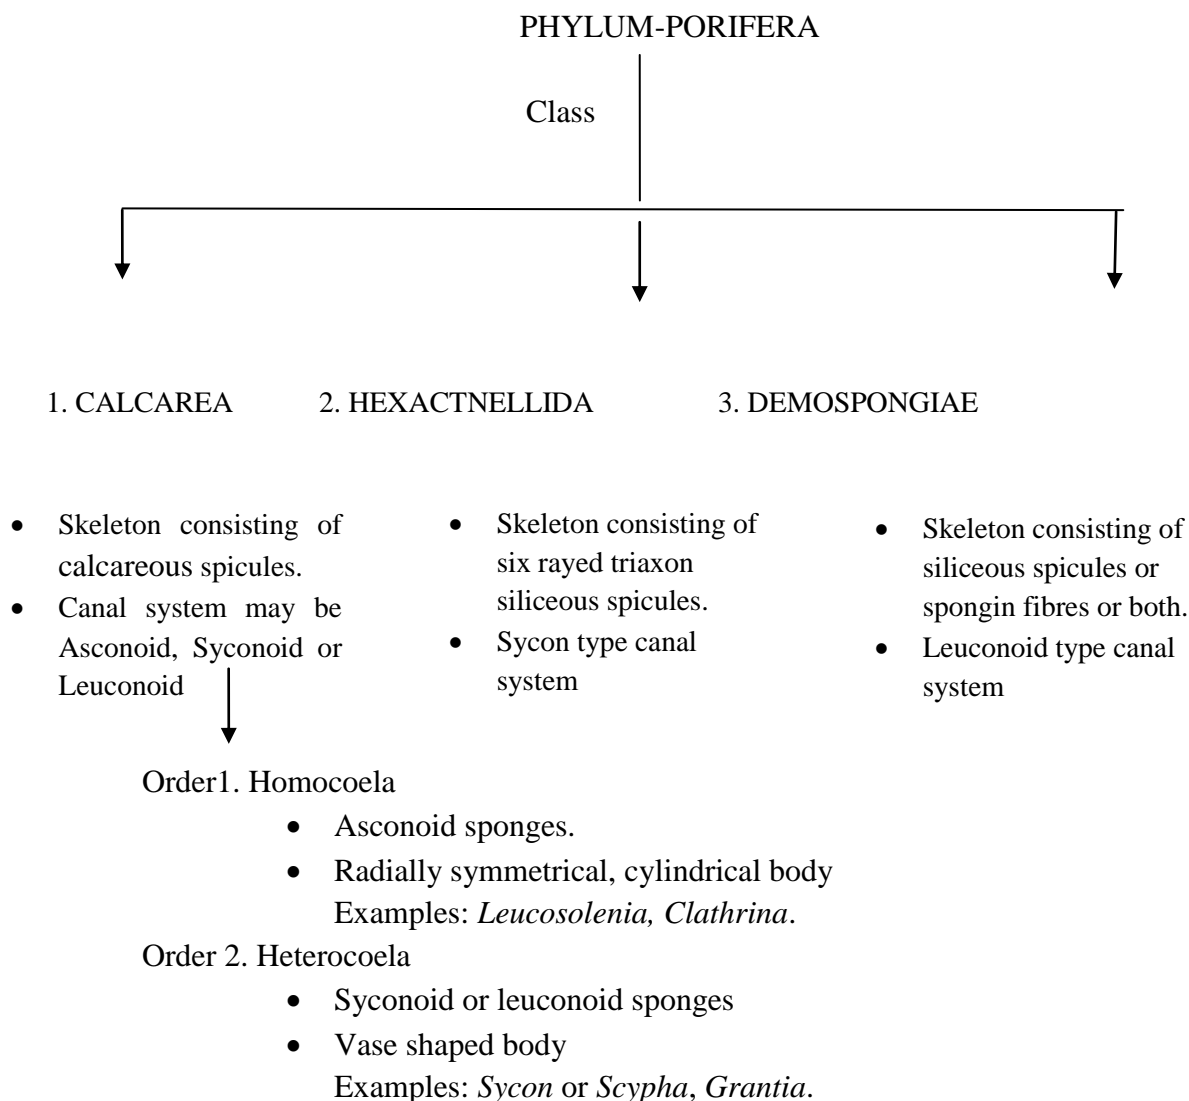 PHYLUM-PORIFERA
Class
1. CALCAREA
2. HEXACTNELLIDA
3. DEMOSPONGIAE
• Skeleton consisting of
calcareous spicules.
• Canal system may be
Asconoid, Syconoid or
Leuconoid
• Skeleton consisting of
six rayed triaxon
siliceous spicules.
• Sycon type canal
system
• Skeleton consisting of
siliceous spicules or
spongin fibres or both.
• Leuconoid type canal
system
Order1. Homocoela
• Asconoid sponges.
• Radially symmetrical, cylindrical body
Examples: Leucosolenia, Clathrina.
Order 2. Heterocoela
• Syconoid or leuconoid sponges
• Vase shaped body
Examples: Sycon or Scypha, Grantia.